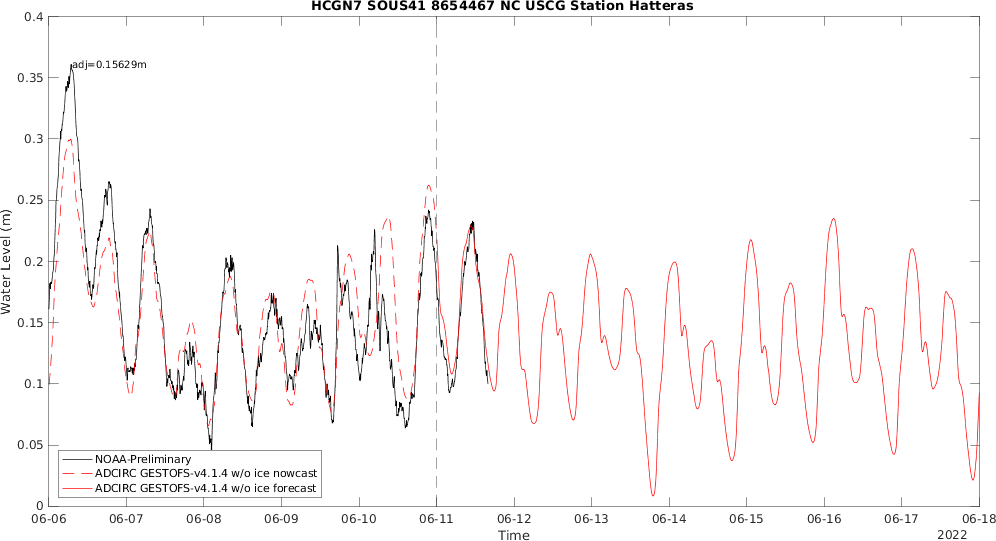 HCGN7 SOUS41 8654467 NC USCG Station Hatteras
0.4
0.35
0.3
0.25
0.2
0.15
0.1
0.05
0
Water Level (m)
adj=0.15629m
NOAA-Preliminary
ADCIRC GESTOFS-v4.1.4 w/o ice nowcast
ADCIRC GESTOFS-v4.1.4 w/o ice forecast
06-06 06-07 06-08 06-09 06-10 06-11 06-12 06-13 06-14 06-15 06-16 06-17 06-18
Time
2022